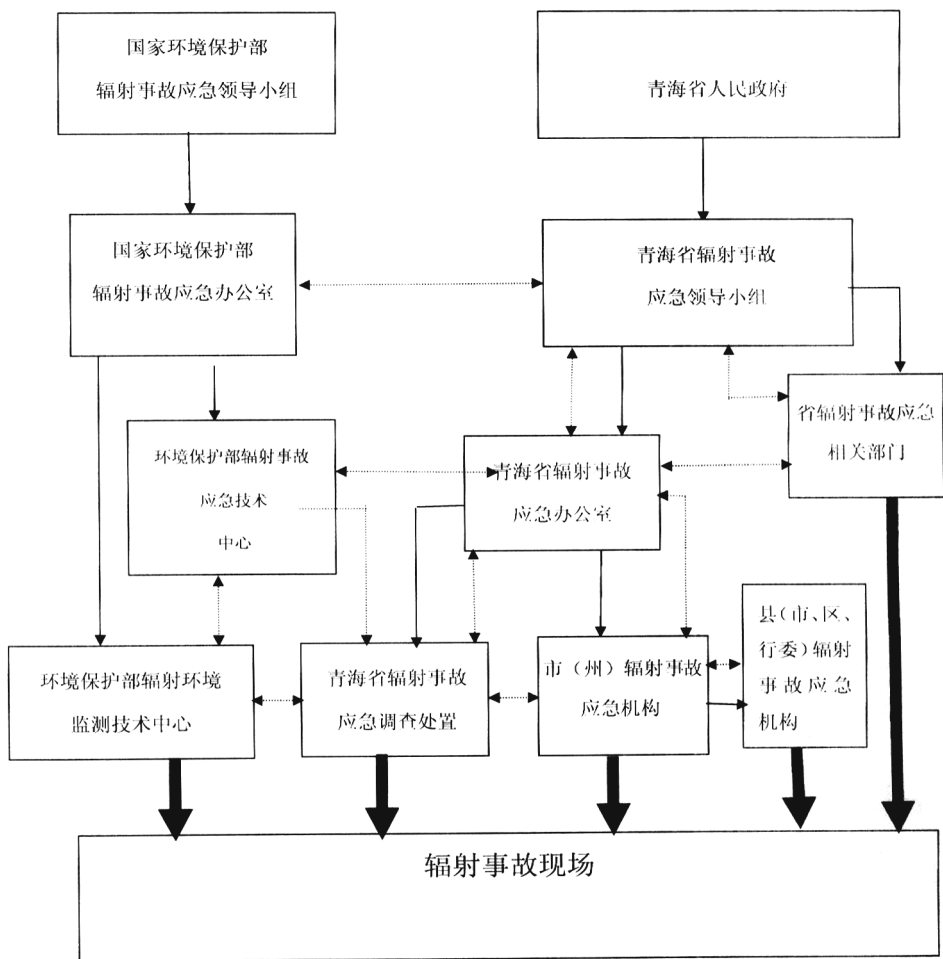 国家环境保护部
辐射事故应急领导小组
青海省人民政府
国家环境保护部
辐射事故应急办公室
青海省辐射事故
应急领导小组
省辐射事故应急
相关部门
环境保护部辐射事故
应急技术
中心
青海省辐射事故
应急办公室
县（市、区、
行委）辐射
事故应急
机构
环境保护部辐射环境
监测技术中心
青海省辐射事故
应急调查处置
市（州）辐射事故
应急机构
辐射事故现场